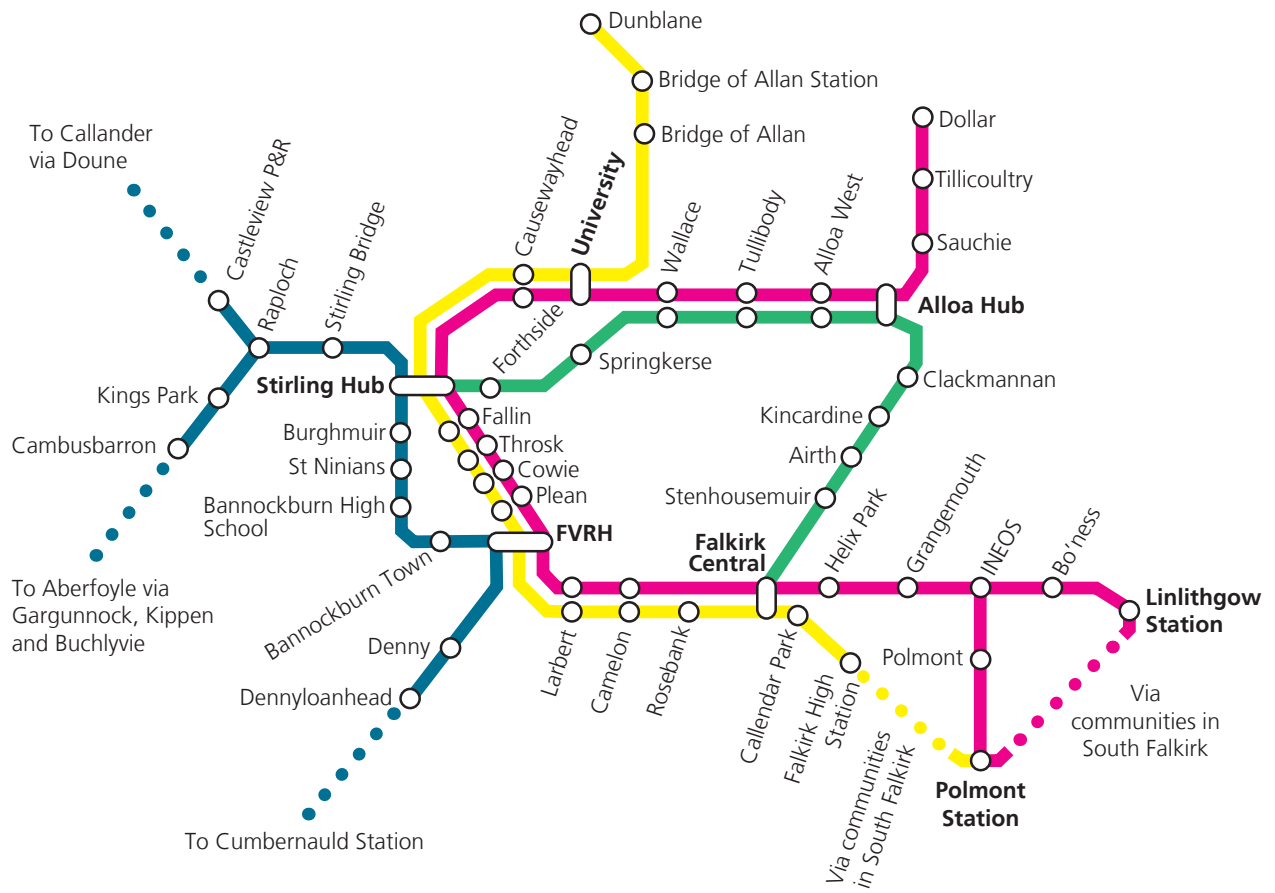 Dunblane
Bridge of Allan Station
Bridge of Allan
Dollar
Tillicoultry
Sauchie
To Callander
via Doune
Castleview P&R
Raploch
Stirling Bridge
Causewayhead
University
Wallace
Tullibody
Alloa West
Alloa Hub
Forthside
Springkerse
Stirling Hub
Kings Park
Cambusbarron
Clackmannan
Kincardine
Airth
Stenhousemuir
Burghmuir
St Ninians
Bannockburn High
School
Fallin
Throsk
Cowie
Plean
FVRH
Bannockburn Town
To Aberfoyle via
Gargunnock, Kippen
and Buchlyvie
Falkirk
Central
Helix Park
Grangemouth
INEOS
Bo'ness
Linlithgow
Station
Denny
Dennyloanhead
Larbert
Camelon
Rosebank
Callendar Park
Falkirk High
Station
Polmont
Via
communities in
South Falkirk
Via communities
in South Falkirk
Polmont
Station
To Cumbernauld Station